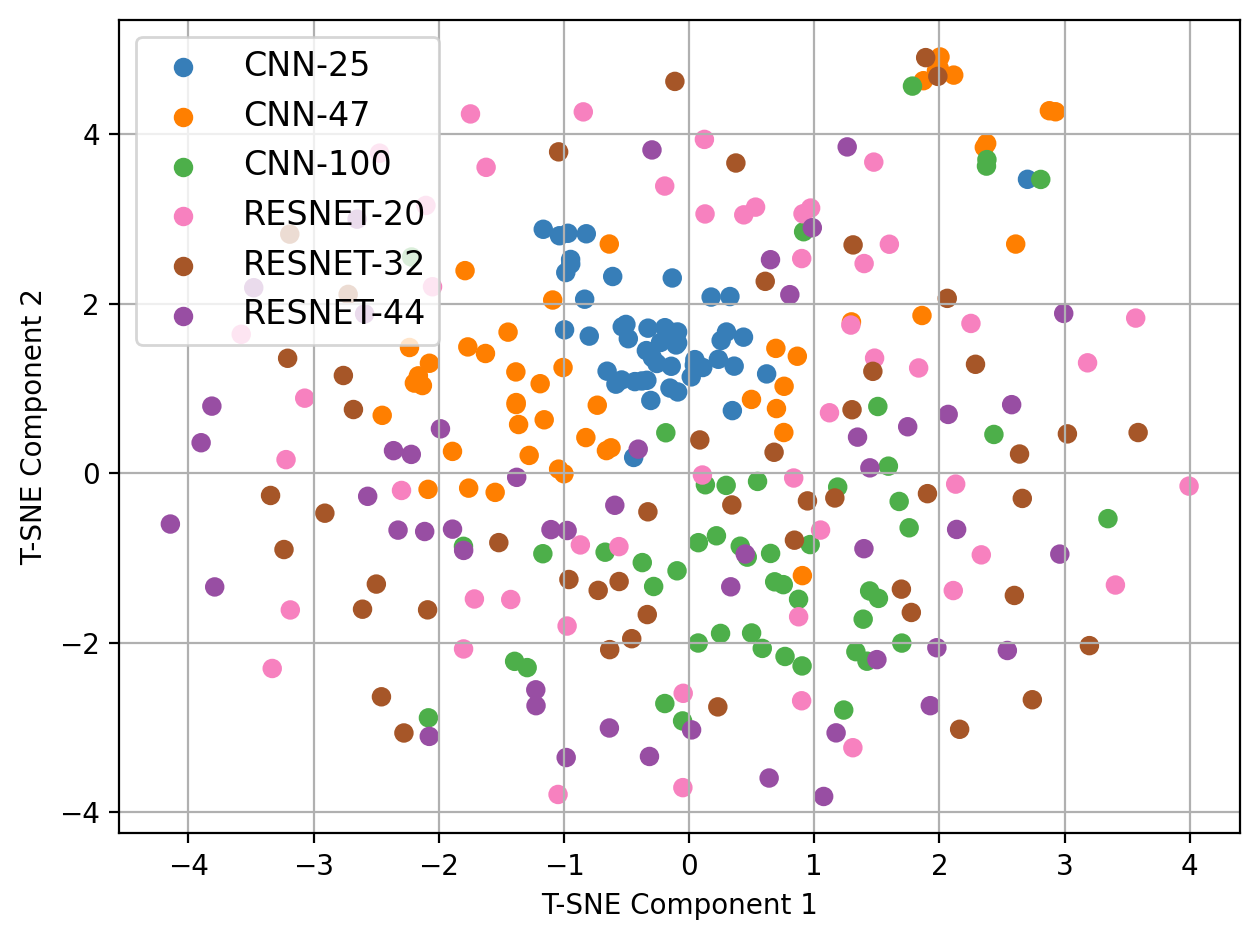 CNN-25
CNN-47
CNN-100
RESNET-20
RESNET-32
RESNET-44
4
2
0
−2
−4
T-SNE Component 2
−4 −3 −2 −1 0 1 2 3 4
T-SNE Component 1